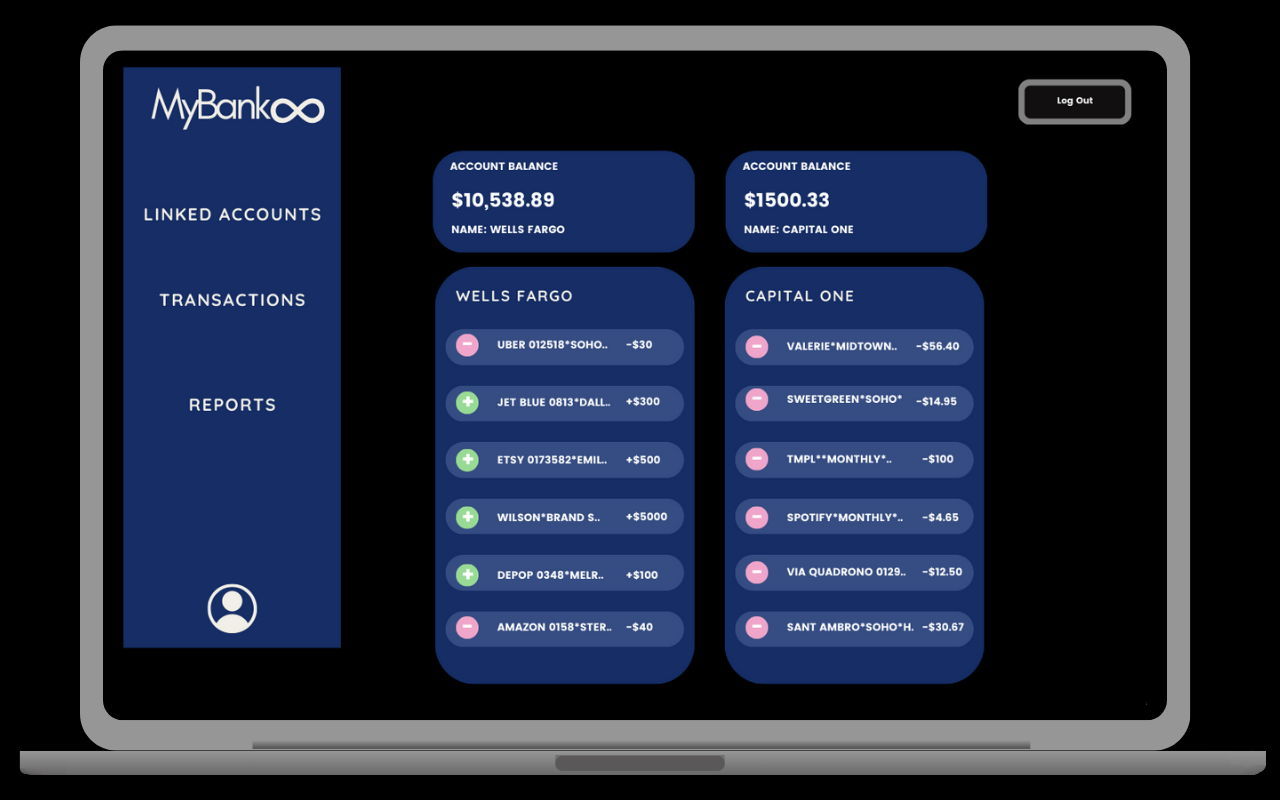 MyBank
Log Out
LINKED ACCOUNTS
TRANSACTIONS
REPORTS
ACCOUNT BALANCE
$10,538.89
NAME: WELLS FARGO
ACCOUNT BALANCE
$1500.33
NAME: CAPITAL ONE
WELLS FARGO
UBER 012518*SOHO.. -$30
JET BLUE 0813*DALL.. +$300
ETSY 0173582*EMIL.. +$500
WILSON*BRAND S.. +$5000
DEPOP 0348*MELR.. +$100
AMAZON 0158*STER.. -$40
CAPITAL ONE
VALERIE*MIDTOWN.. -$56.40
SWEETGREEN*SOHO* -$14.95
TMPL**MONTHLY*.. -$100
SPOTIFY*MONTHLY*.. -$4.65
VIA QUADRONO 0129.. -$12.50
SANT AMBRO*SOHO*H. -$30.67